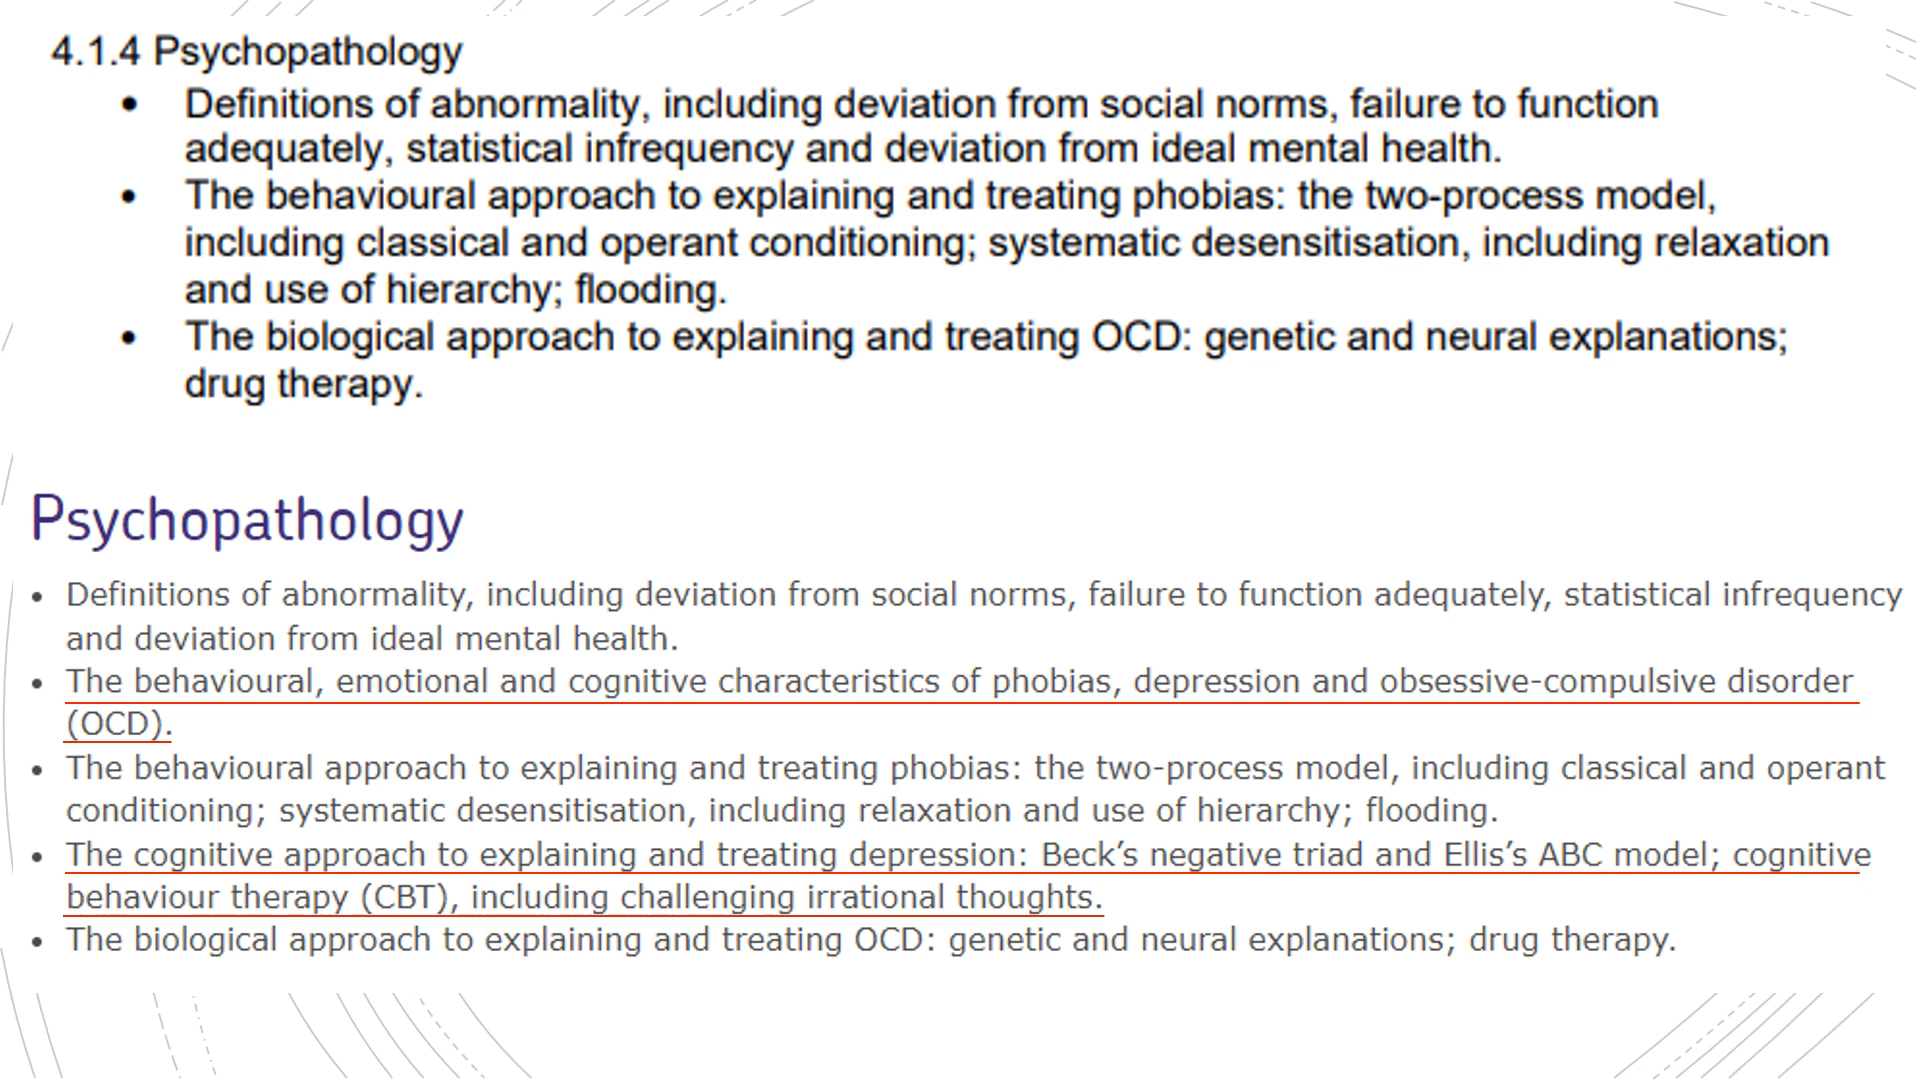 4.1.4 Psychopathology
• Definitions of abnormality, including deviation from social norms, failure to function
adequately, statistical infrequency and deviation from ideal mental health.
• The behavioural approach to explaining and treating phobias: the two-process model,
including classical and operant conditioning; systematic desensitisation, including relaxation
and use of hierarchy; flooding.
• The biological approach to explaining and treating OCD: genetic and neural explanations;
drug therapy.
Psychopathology
• Definitions of abnormality, including deviation from social norms, failure to function adequately, statistical infrequency
and deviation from ideal mental health.
• The behavioural, emotional and cognitive characteristics of phobias, depression and obsessive-compulsive disorder
(OCD).
• The behavioural approach to explaining and treating phobias: the two-process model, including classical and operant
conditioning; systematic desensitisation, including relaxation and use of hierarchy; flooding.
• The cognitive approach to explaining and treating depression: Beck’s negative triad and Ellis’s ABC model; cognitive
behaviour therapy (CBT), including challenging irrational thoughts.
• The biological approach to explaining and treating OCD: genetic and neural explanations; drug therapy.